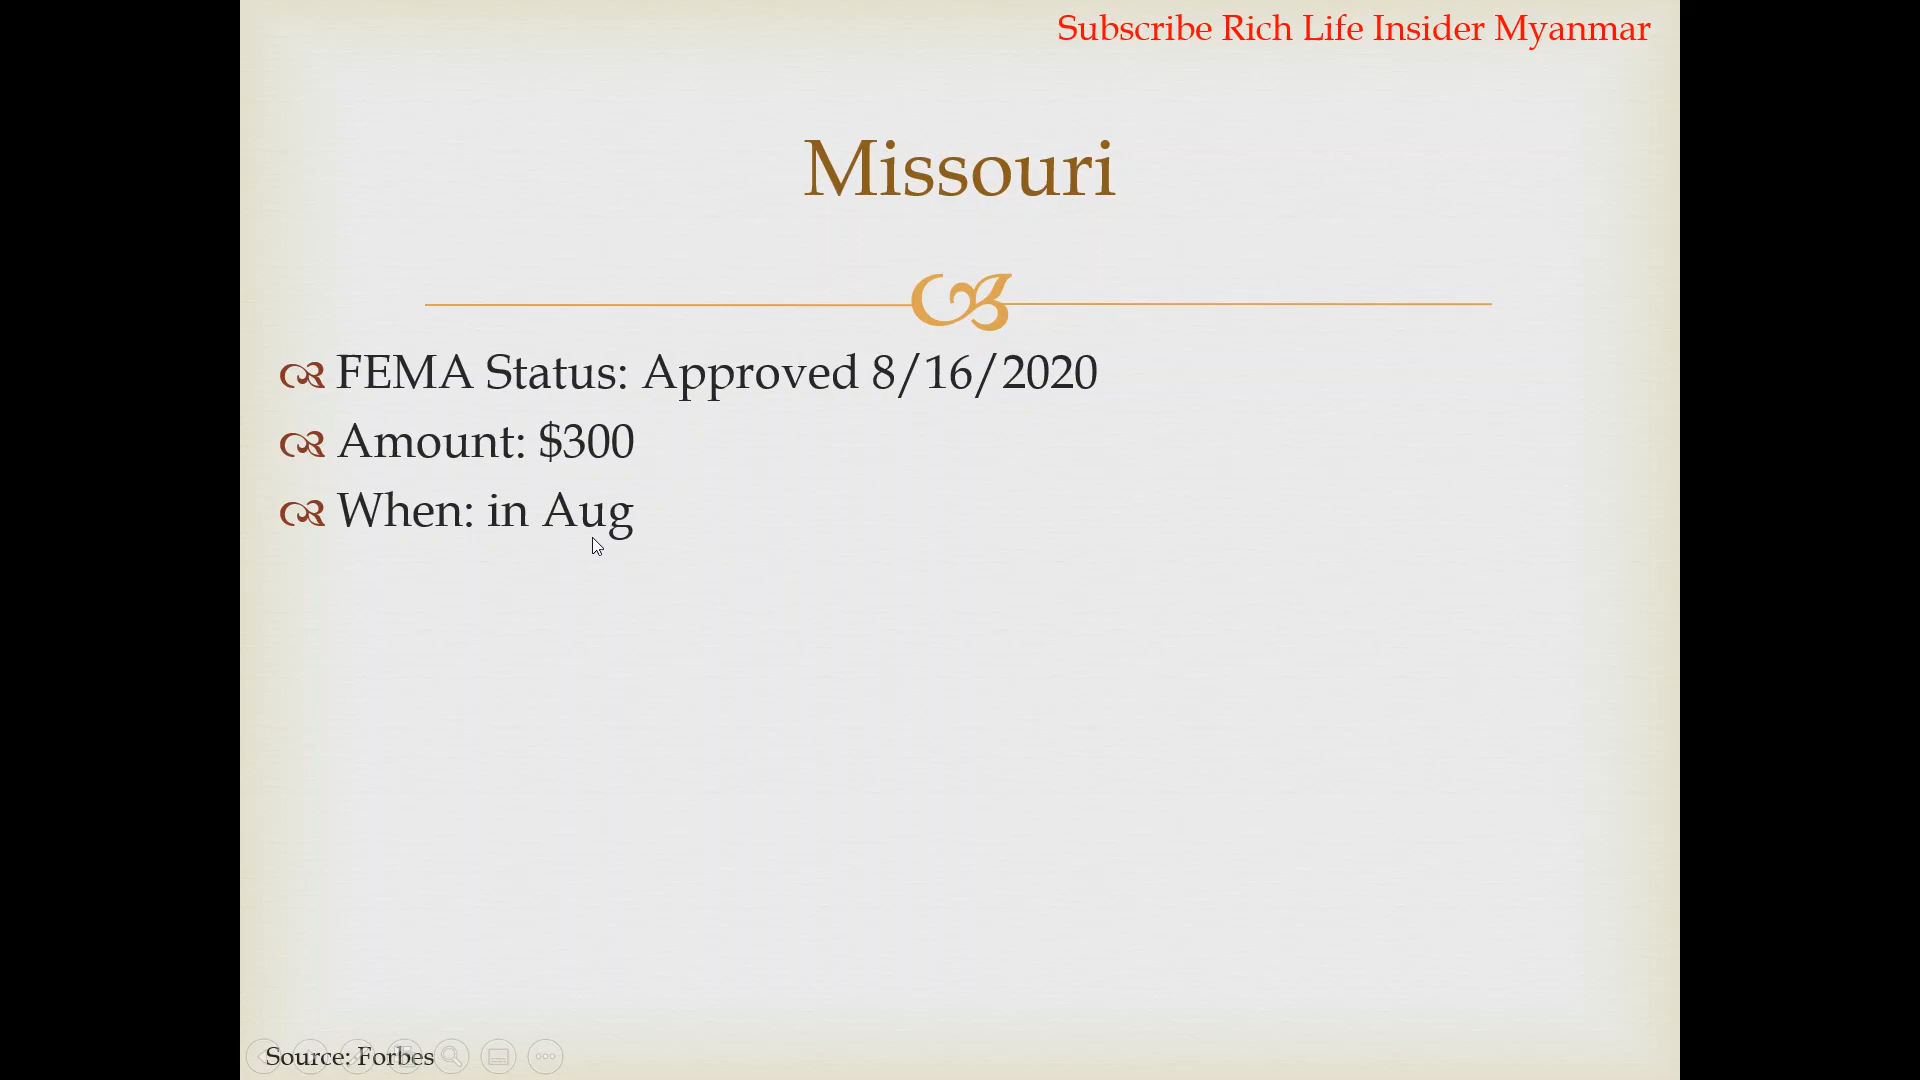 Subscribe Rich Life Insider Myanmar
Missouri
FEMA Status: Approved 8/16/2020
Amount: $300
When: in Aug
Source: Forbes